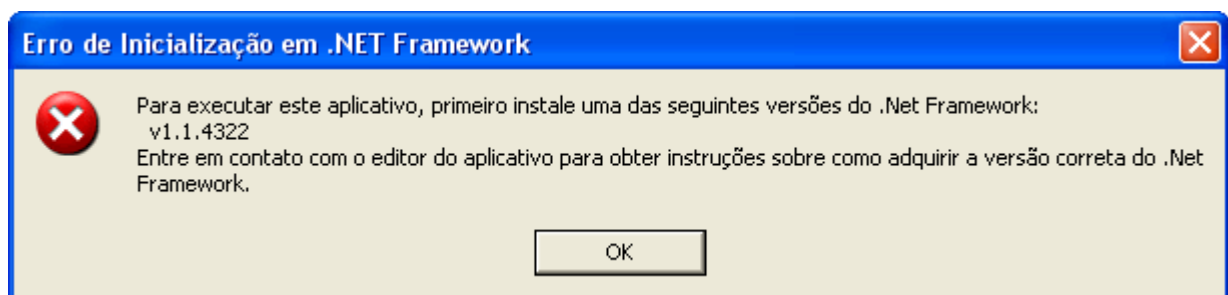 Erro de Inicialização em .NET Framework
Para executar este aplicativo, primeiro instale uma das seguintes versões do .Net Framework:
v1.1.4322
Entre em contato com o editor do aplicativo para obter instruções sobre como adquirir a versão correta do .Net
Framework.
OK